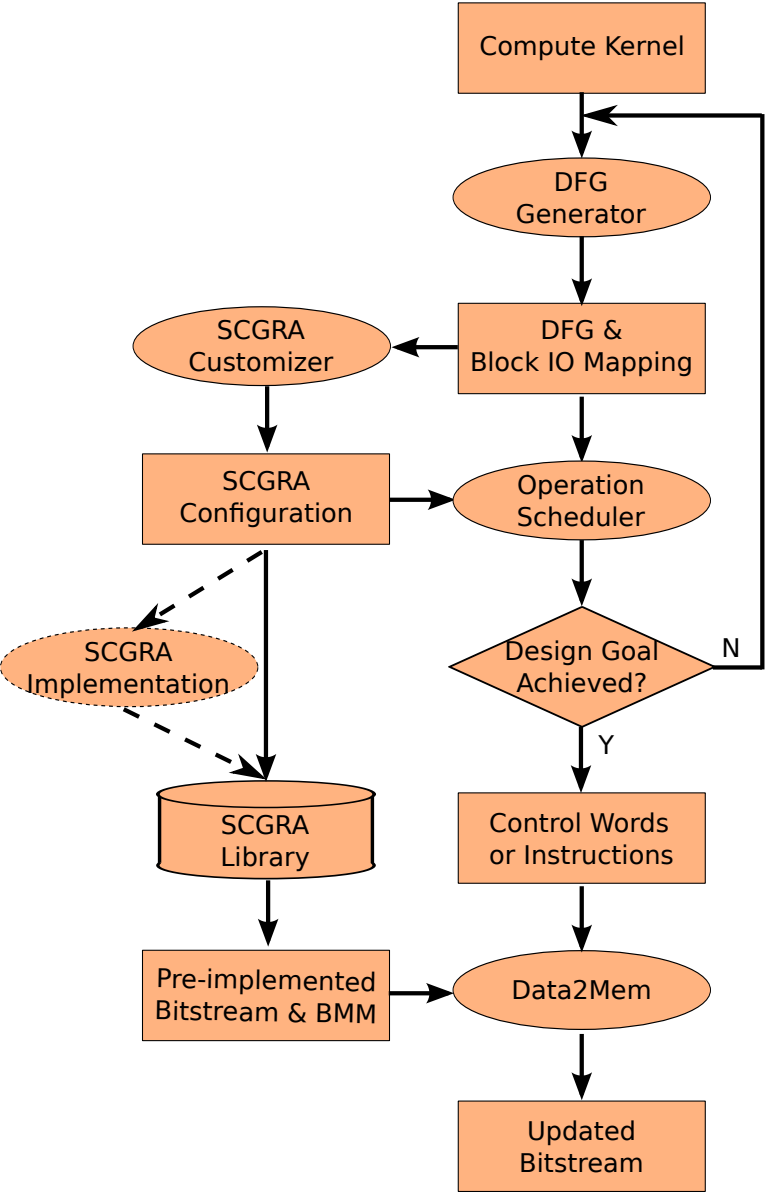 Compute Kernel
DFG
Generator
SCGRA
Customizer
DFG &
Block IO Mapping
SCGRA
Configuration
Operation
Scheduler
SCGRA
Implementation
Design Goal
Achieved?
N
Y
SCGRA
Library
Control Words
or Instructions
Pre-implemented
Bitstream & BMM
Data2Mem
Updated
Bitstream